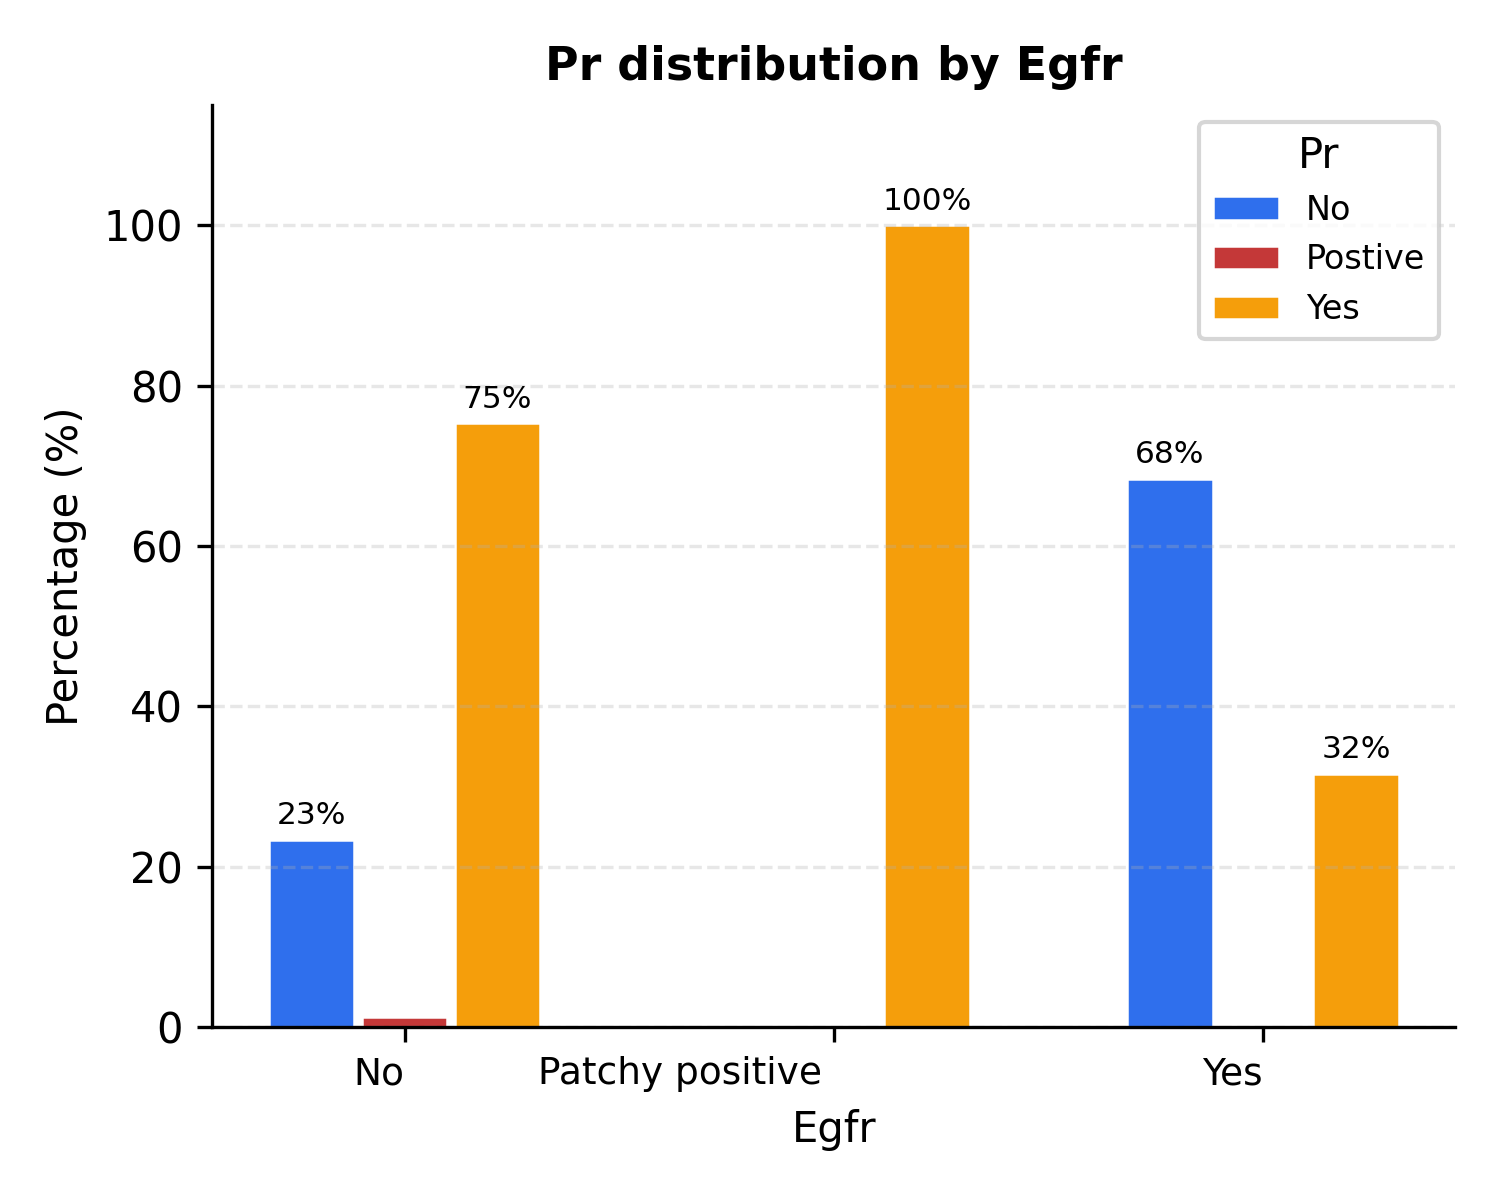 Pr distribution by Egfr
Pr
No
Postive
Yes
100%
75%
68%
32%
23%
100
80
60
40
20
0
Percentage (%)
No
Patchy positive
Yes
Egfr